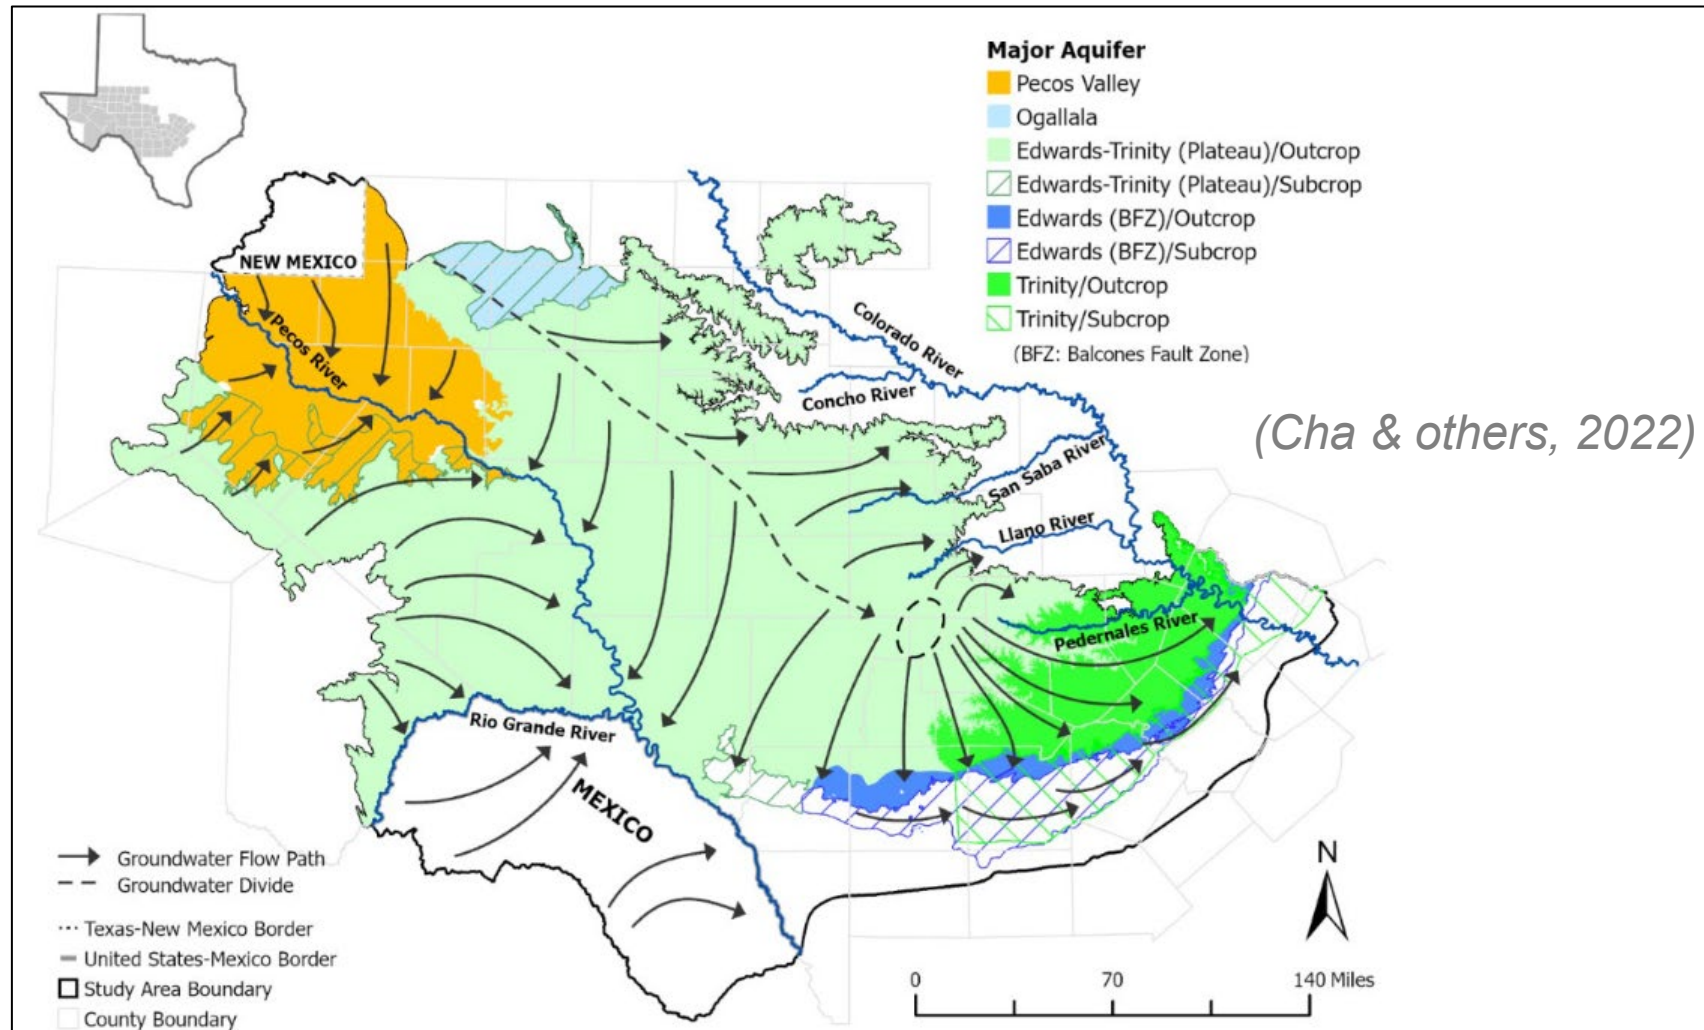 Major Aquifer
Pecos Valley
Ogallala
Edwards-Trinity (Plateau)/Outcrop
Edwards-Trinity (Plateau)/Subcrop
Edwards (BFZ)/Outcrop
Edwards (BFZ)/Subcrop
Trinity/Outcrop
Trinity/Subcrop
(BFZ: Balcones Fault Zone)
NEW MEXICO
Pecos River
Colorado River
Concho River
(Cha & others, 2022)
San Saba River
Llano River
Pedernales River
Rio Grande River
MEXICO
Groundwater Flow Path
Groundwater Divide
Texas-New Mexico Border
United States-Mexico Border
Study Area Boundary
County Boundary
N
0 70 140 Miles